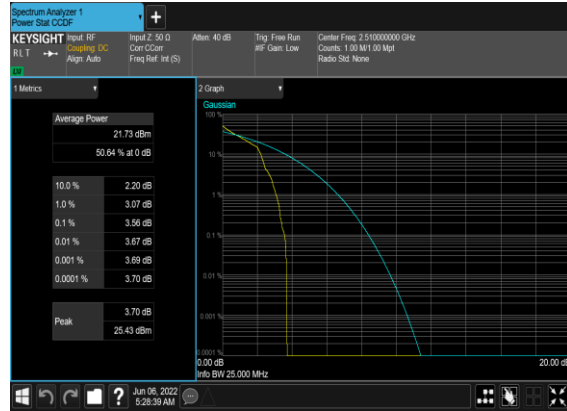 Spectrum Analyzer 1
Power Stat CCDF
+
KEYSIGHT
RLT
Input: RF
Coupling: DC
Align: Auto
Input Z: 50 Ω
Corr CCorr
Freq Ref: Int (S)
Atten: 40 dB
Trig: Free Run
#IF Gain: Low
Center Freq: 2.510000000 GHz
Counts: 1.00 M/1.00 Mpt
Radio Std: None
1 Metrics
Average Power
21.73 dBm
50.64 % at 0 dB
10.0 % 2.20 dB
1.0 % 3.07 dB
0.1 % 3.56 dB
0.01 % 3.67 dB
0.001 % 3.69 dB
0.0001 % 3.70 dB
Peak
3.70 dB
25.43 dBm
2 Graph
Gaussian
100 %
10 %
1 %
0.1 %
0.01 %
0.001 %
0.0001 %
0.00 dB
20.00 dB
Info BW 25.000 MHz
?
Jun 06, 2022
5:28:39 AM